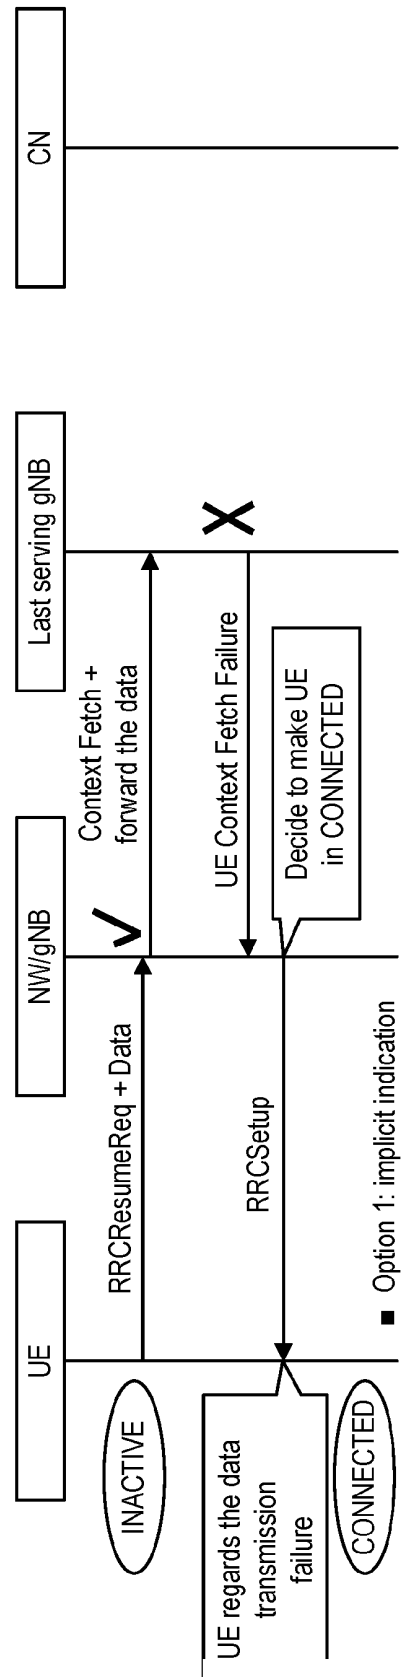 UE
NW/gNB
Last serving gNB
CN
INACTIVE
RRCResumeReq + Data
Context Fetch +
forward the data
UE Context Fetch Failure
UE regards the data
transmission
failure
RRCSetup
Decide to make UE
in CONNECTED
CONNECTED
■ Option 1: implicit indication